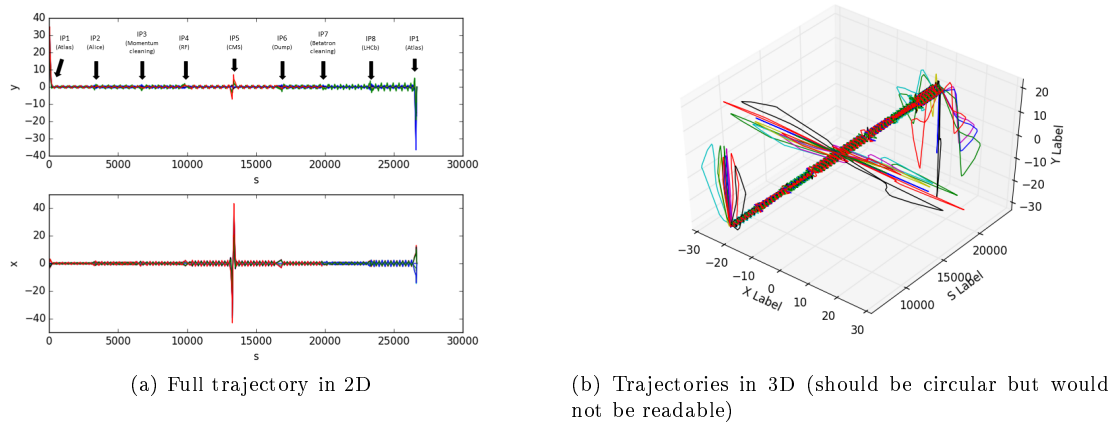 40
30
20
10
0
−10
−20
−30
−40
y
IP1 IP2 IP3 IP4 IP5 IP6 IP7 IP8 IP1
(Atlas) (Alice) (Momentum cleaning) (RF) (CMS) (Dump) (Betatron cleaning) (LHCb) (Atlas)
0 5000 10000 15000 20000 25000 30000
s
40
20
0
−20
−40
x
0 5000 10000 15000 20000 25000 30000
s
(a) Full trajectory in 2D
20
10
0
−10
−20
−30
Y Label
−30
−20
−10
0
10
20
30
X Label
10000
15000
20000
S Label
(b) Trajectories in 3D (should be circular but would
not be readable)